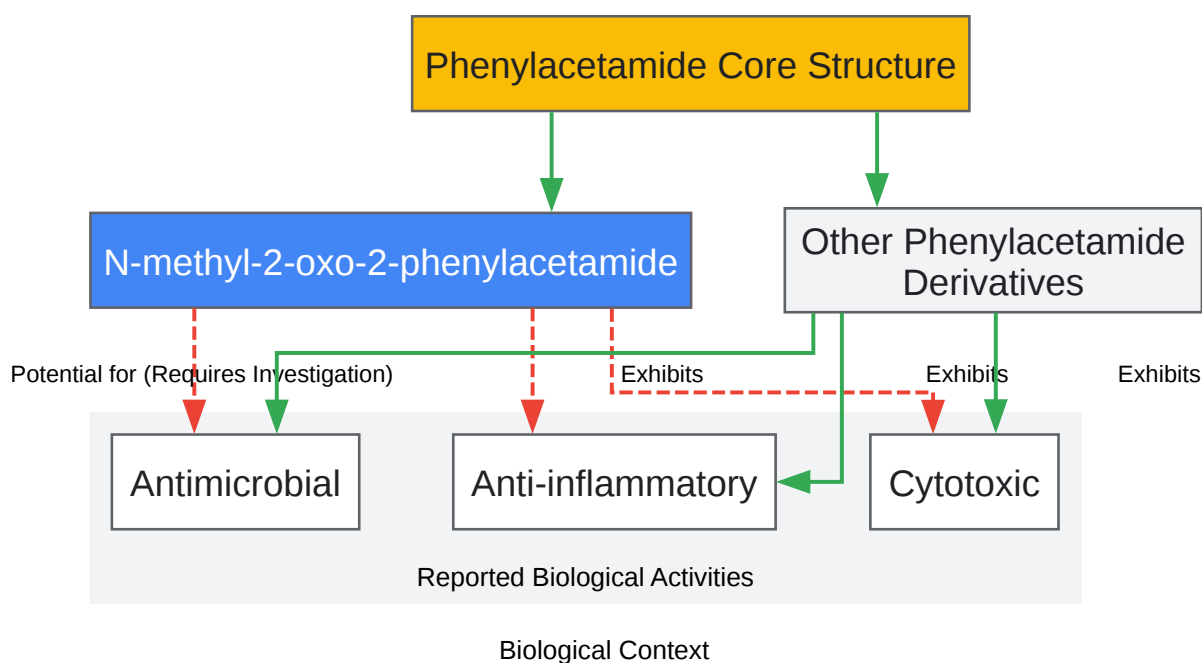 Phenylacetamide Core Structure
N-methyl-2-oxo-2-phenylacetamide
Other Phenylacetamide
Derivatives
Potential for (Requires Investigation)
Exhibits
Exhibits
Exhibits
Antimicrobial
Anti-inflammatory
Cytotoxic
Reported Biological Activities
Biological Context